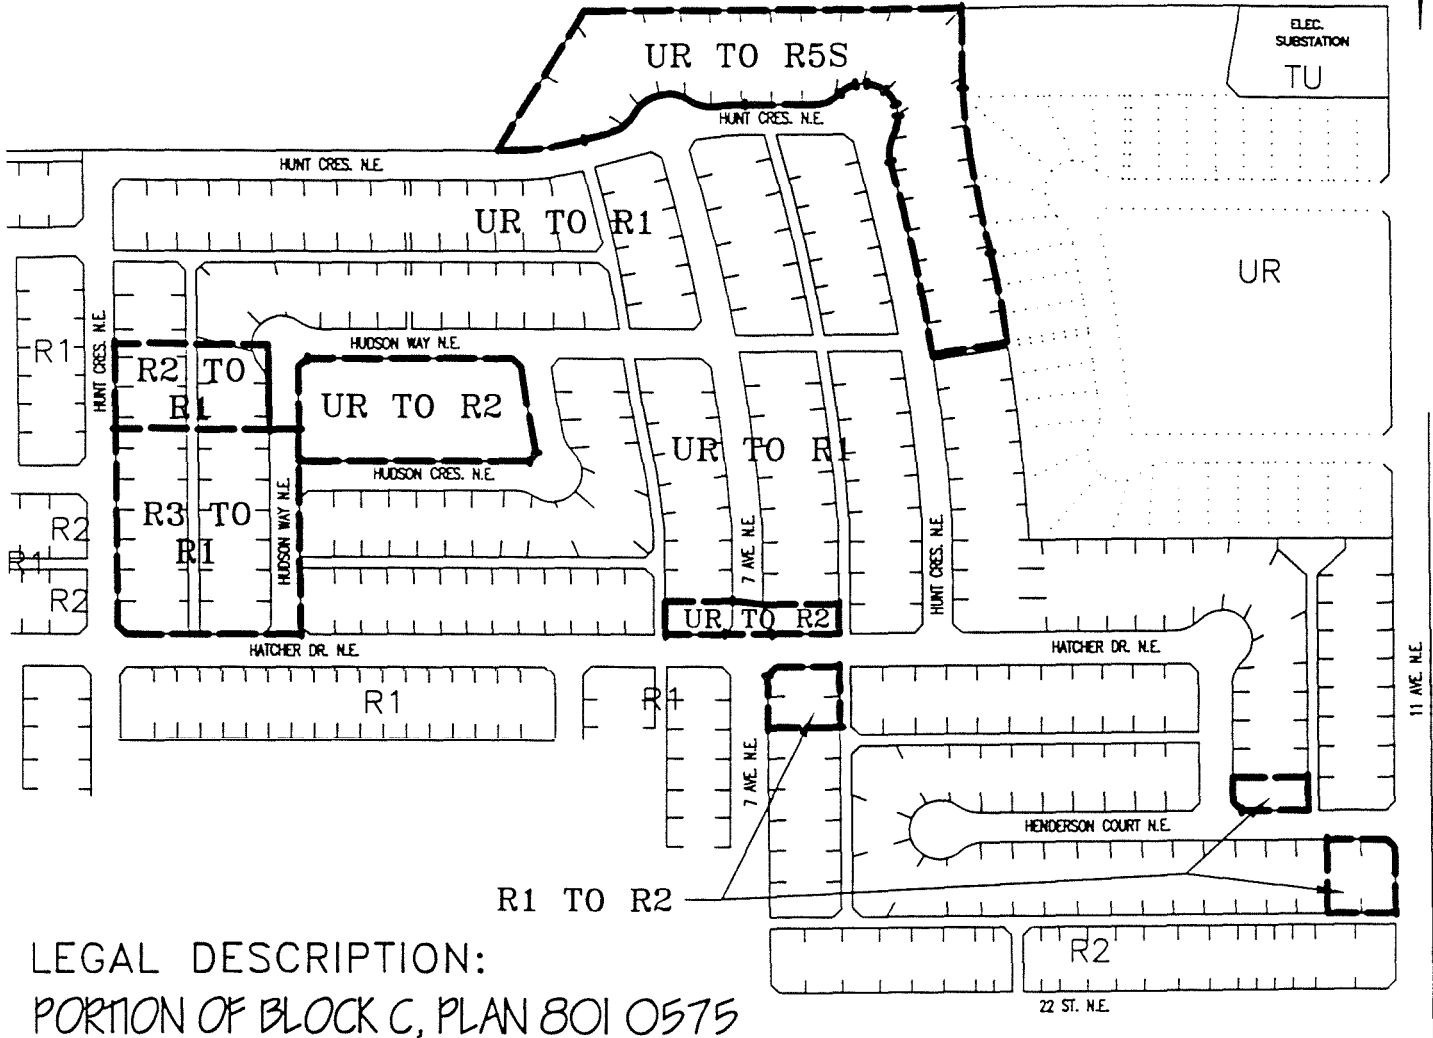 ELEC.
SUBSTATION
TU
UR TO R5S
HUNT CRES. N.E.
HUNT CRES. N.E.
UR TO R1
UR
HUNT CRES. N.E.
R1
HUDSON WAY N.E.
R2 TO
R1
UR TO R2
UR TO R1
HUDSON CRES. N.E.
HUDSON WAY N.E.
R3 TO
R1
R2
R1
R2
7 AVE. N.E.
HUNT CRES. N.E.
UR TO R2
HATCHER DR. N.E.
HATCHER DR. N.E.
11 AVE. N.E.
R1
R1
7 AVE. N.E.
HENDERSON COURT N.E.
R1 TO R2
R2
22 ST. N.E.
LEGAL DESCRIPTION:
PORTION OF BLOCK C, PLAN 801 0575